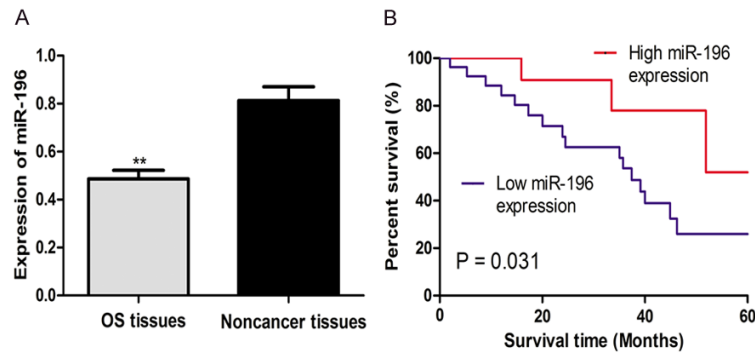 A
Expression of miR-196
1.0
0.8
0.6
0.4
0.2
0.0
**
OS tissues
Noncancer tissues
B
Percent survival (%)
100
80
60
40
20
0
High miR-196
expression
Low miR-196
expression
P = 0.031
0
20
40
60
Survival time (Months)